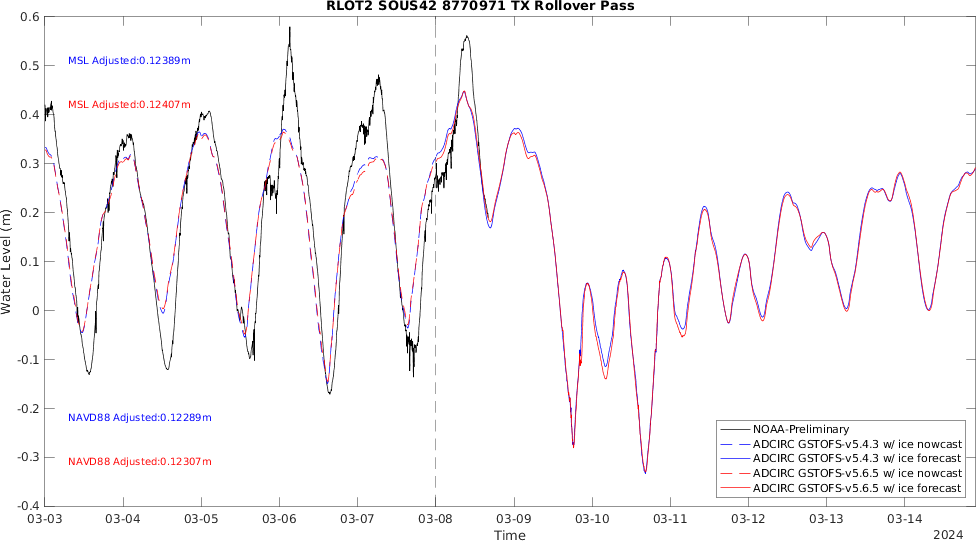 RLOT2 SOUS42 8770971 TX Rollover Pass
0.6
0.5
0.4
0.3
0.2
0.1
0
-0.1
-0.2
-0.3
-0.4
Water Level (m)
MSL Adjusted:0.12389m
MSL Adjusted:0.12407m
NAVD88 Adjusted:0.12289m
NAVD88 Adjusted:0.12307m
NOAA-Preliminary
ADCIRC GSTOFS-v5.4.3 w/ ice nowcast
ADCIRC GSTOFS-v5.4.3 w/ ice forecast
ADCIRC GSTOFS-v5.6.5 w/ ice nowcast
ADCIRC GSTOFS-v5.6.5 w/ ice forecast
03-03 03-04 03-05 03-06 03-07 03-08 03-09 03-10 03-11 03-12 03-13 03-14
Time
2024